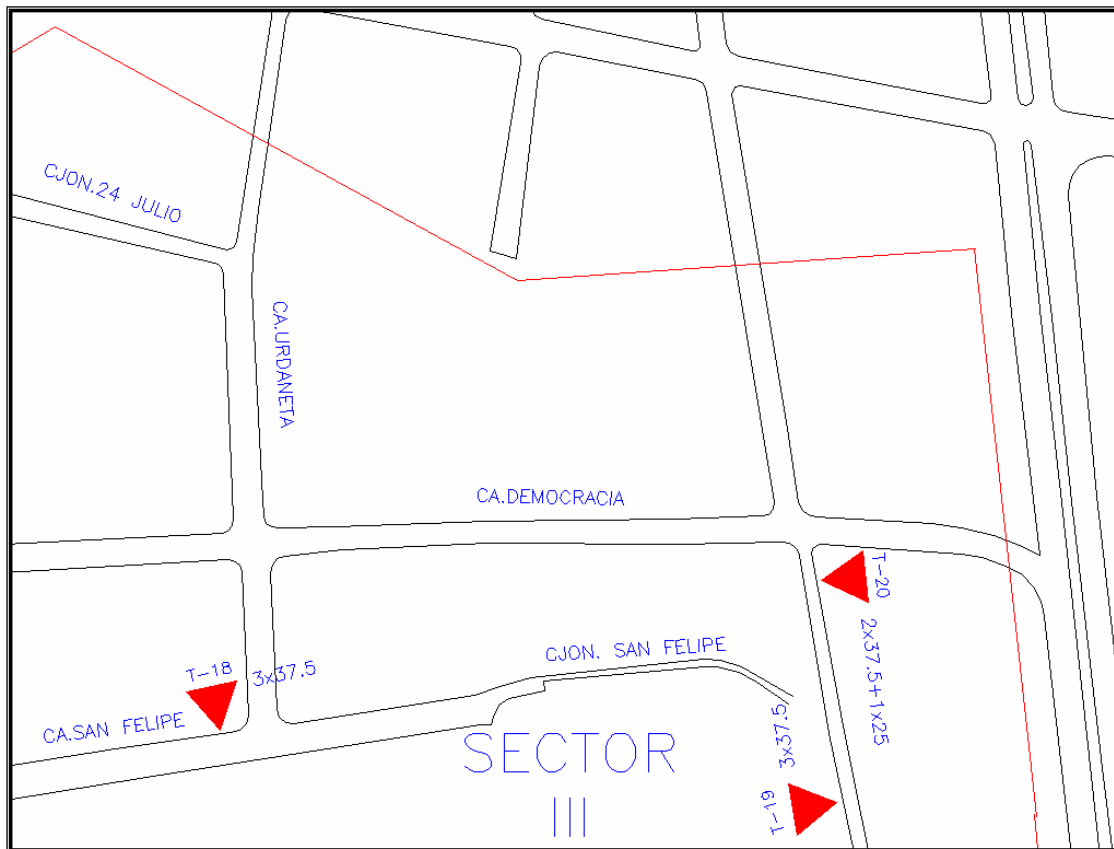 CJON.24 JULIO
CA.URDANETA
CA.DEMOCRACIA
T-20
2x37.5+1x25
CJON. SAN FELIPE
T-18
3x37.5
CA.SAN FELIPE
3x37.5
T-19
SECTOR
III